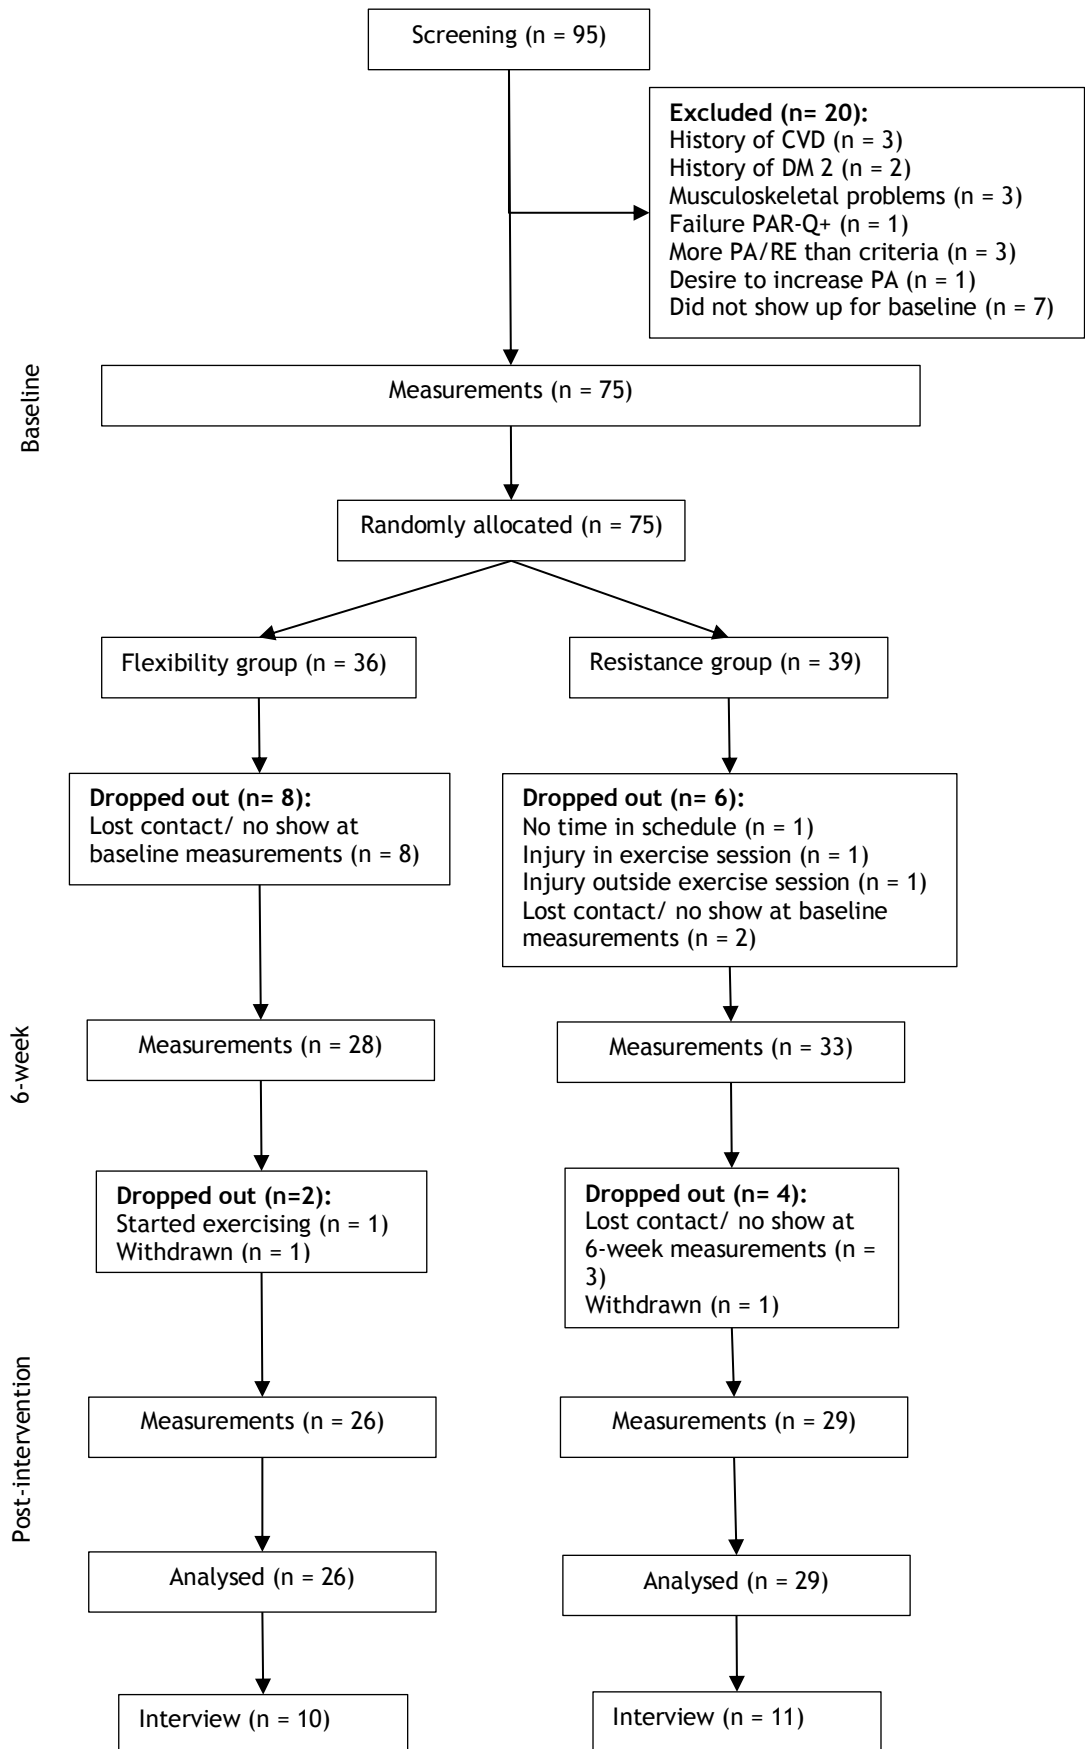 Screening (n = 95)
Excluded (n= 20):
History of CVD (n = 3)
History of DM 2 (n = 2)
Musculoskeletal problems (n = 3)
Failure PAR-Q+ (n = 1)
More PA/RE than criteria (n = 3)
Desire to increase PA (n = 1)
Did not show up for baseline (n = 7)
Baseline
Measurements (n = 75)
Randomly allocated (n = 75)
Flexibility group (n = 36)
Resistance group (n = 39)
Dropped out (n= 8):
Lost contact/ no show at
baseline measurements (n = 8)
Dropped out (n= 6):
No time in schedule (n = 1)
Injury in exercise session (n = 1)
Injury outside exercise session (n = 1)
Lost contact/ no show at baseline
measurements (n = 2)
6-week
Measurements (n = 28)
Measurements (n = 33)
Dropped out (n=2):
Started exercising (n = 1)
Withdrawn (n = 1)
Dropped out (n= 4):
Lost contact/ no show at
6-week measurements (n =
3)
Withdrawn (n = 1)
Post-intervention
Measurements (n = 26)
Measurements (n = 29)
Analysed (n = 26)
Analysed (n = 29)
Interview (n = 10)
Interview (n = 11)